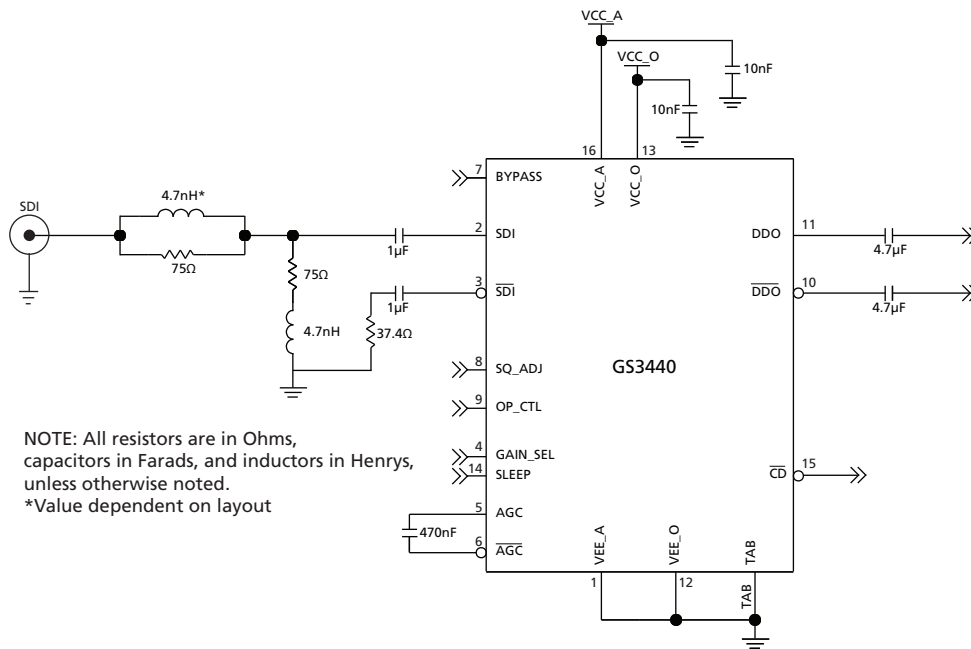 VCC_A
10nF
VCC_O
10nF
16
13
7
BYPASS
VCC_A
VCC_O
SDI
4.7nH*
75Ω
2
SDI
1µF
DDO
11
4.7µF
75Ω
3
SDI
1µF
DDO
10
4.7µF
4.7nH
37.4Ω
8
SQ_ADJ
GS3440
9
OP_CTL
NOTE: All resistors are in Ohms,
capacitors in Farads, and inductors in Henrys,
unless otherwise noted.
*Value dependent on layout
4
GAIN_SEL
14
SLEEP
CD
15
5
AGC
470nF
6
AGC
VEE_A
VEE_O
TAB
1
12
TAB